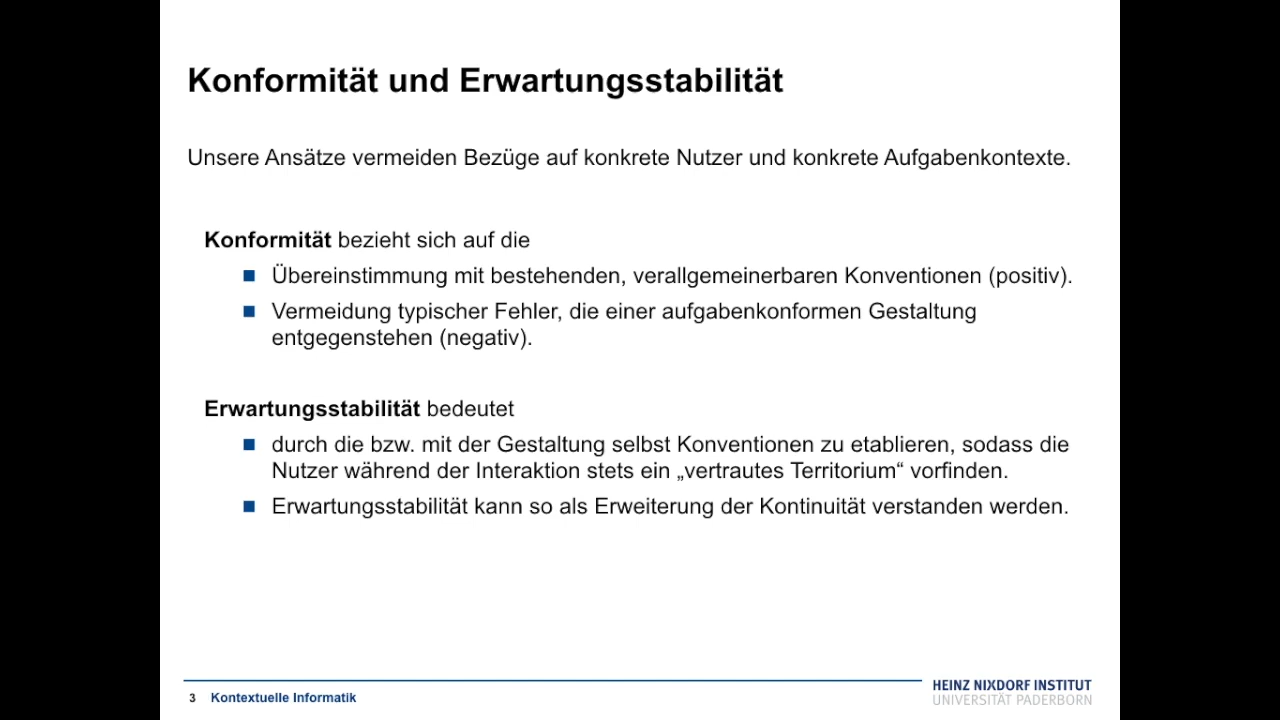 Konformität und Erwartungsstabilität
Unsere Ansätze vermeiden Bezüge auf konkrete Nutzer und konkrete Aufgabenkontexte.
Konformität bezieht sich auf die
Übereinstimmung mit bestehenden, verallgemeinerbaren Konventionen (positiv).
Vermeidung typischer Fehler, die einer aufgabenkonformen Gestaltung
entgegenstehen (negativ).
Erwartungsstabilität bedeutet
durch die bzw. mit der Gestaltung selbst Konventionen zu etablieren, sodass die
Nutzer während der Interaktion stets ein „vertrautes Territorium“ vorfinden.
Erwartungsstabilität kann so als Erweiterung der Kontinuität verstanden werden.
3 Kontextuelle Informatik
HEINZ NIXDORF INSTITUT
UNIVERSITÄT PADERBORN